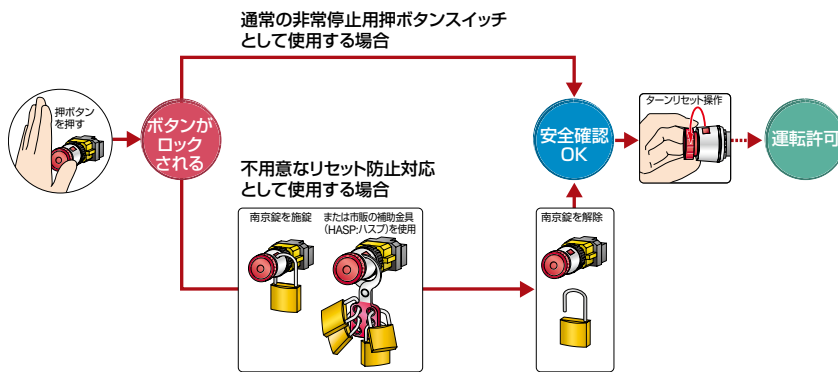 通常の非常停止用押ボタンスイッチ
として使用する場合
押ボタン
を押す
ボタンが
ロック
される
安全確認
OK
ターンリセット操作
運転許可
不用意なリセット防止対応
として使用する場合
南京錠を施錠
または市販の補助金具
(HASP:ハスプ)を使用
南京錠を解除